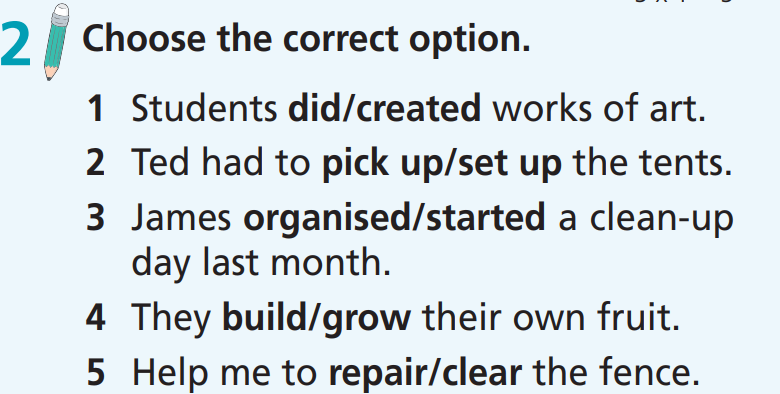 2 Choose the correct option.
1 Students did/created works of art.
2 Ted had to pick up/set up the tents.
3 James organised/started a clean-up
day last month.
4 They build/grow their own fruit.
5 Help me to repair/clear the fence.